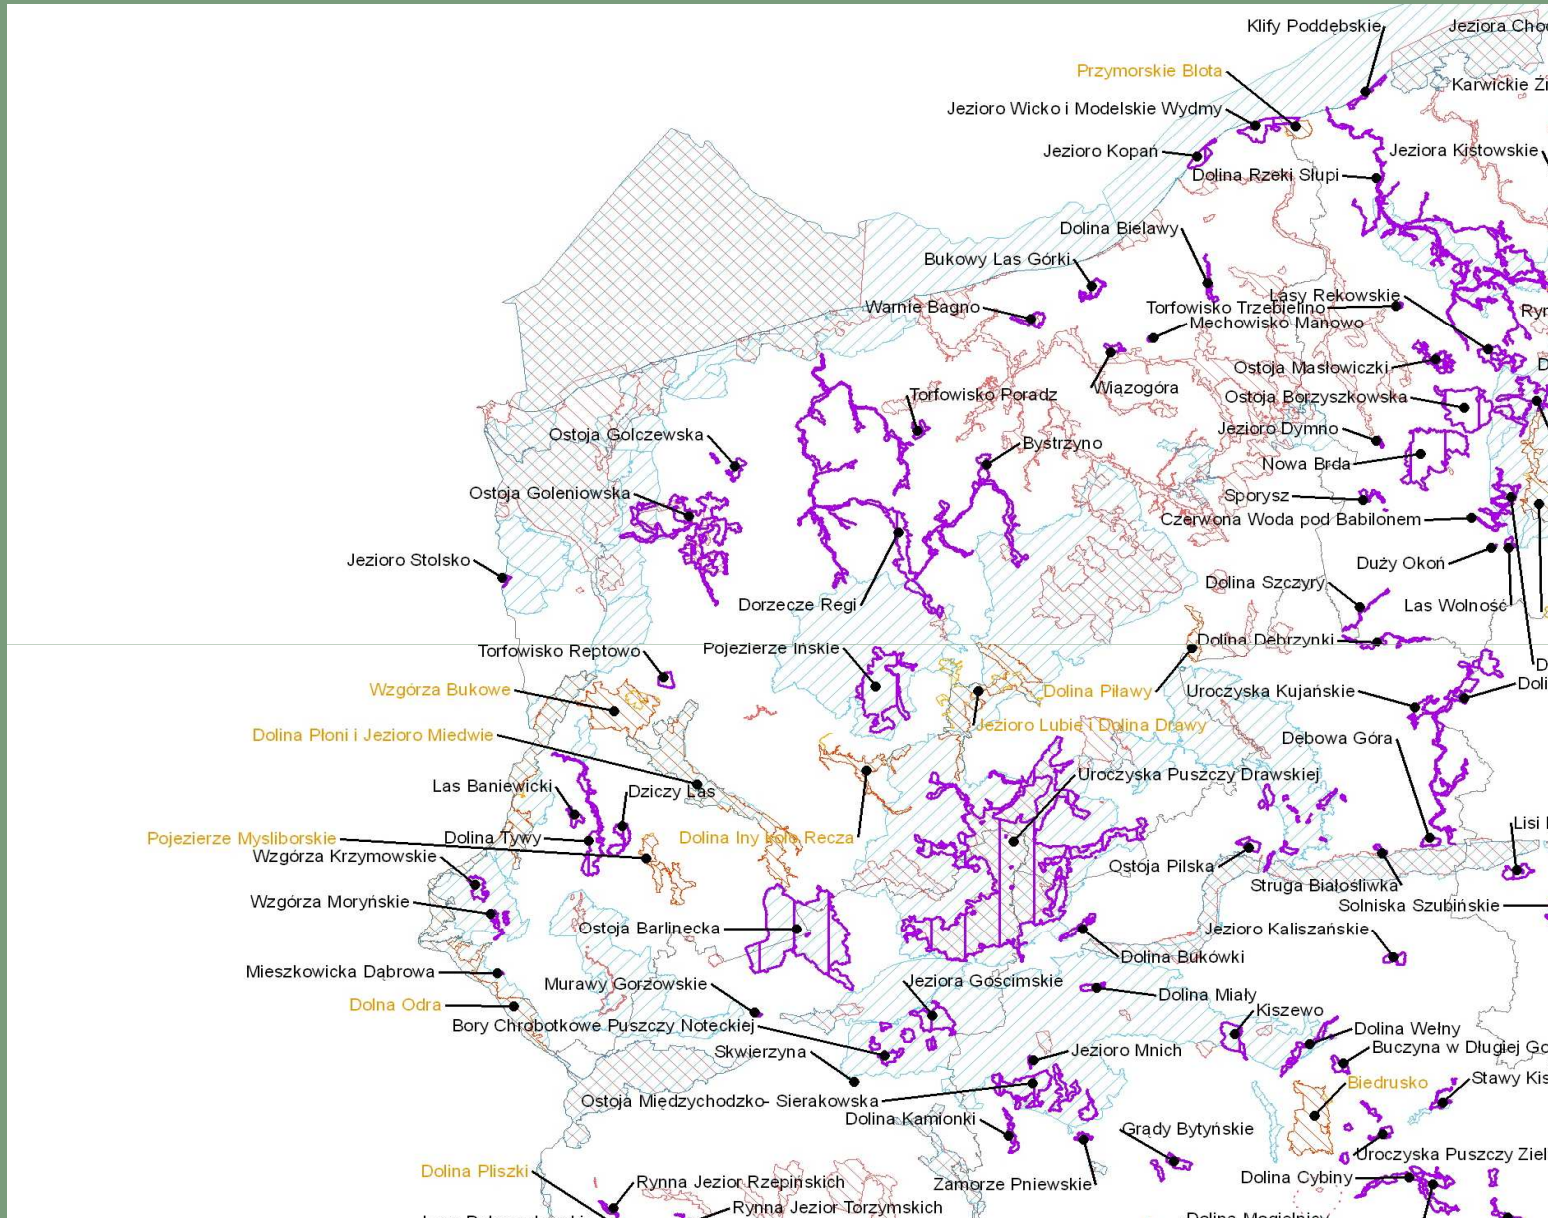 Klify Poddębskie
Przymorskie Błota
Karwickie
Jezioro Wicko i Modelskie Wydmy
Jezioro Kopań
Jeziora Kistowskie
Dolina Rzeki Słupi
Dolina Bielawy
Bukowy Las Górki
Lasy Rekowskie
Warnie Bagno
Torfowisko Trzebielino
Mechowisko Manowo
Ostoja Masłowiczki
Wiązogóra
Torfowisko Poradz
Ostoja Borzyszkowska
Jezioro Dymno
Ostoja Golczewska
Bystrzyno
Nowa Brda
Ostoja Goleniowska
Sporysz
Czerwona Woda pod Babilonem
Jezioro Stolsko
Duży Okoń
Dolina Szczyry
Dorzecze Regi
Las Wolność
Dolina Debrzynki
Pojezierze Ińskie
Torfowisko Reptowo
Wzgórza Bukowe
Dolina Piławy
Uroczyska Kujańskie
Jezioro Lubie i Dolina Drawy
Dolina Płoni i Jezioro Miedwie
Dębowa Góra
Uroczyska Puszczy Drawskiej
Las Baniewicki
Dziczy Las
Lisi
Pojezierze Mysliborskie
Dolina Tywy
Dolina Iny koło Recza
Wzgórza Krzymowskie
Ostoja Pilska
Struga Białośliwka
Wzgórza Moryńskie
Solniska Szubińskie
Ostoja Barlinecka
Jezioro Kaliszańskie
Dolina Bukówki
Mieszkowicka Dąbrowa
Murawy Gorzowskie
Jeziora Gościmskie
Dolina Miały
Dolna Odra
Kiszewo
Bory Chrobotkowe Puszczy Noteckiej
Dolina Wełny
Skwierzyna
Jezioro Mnich
Buczyna w Długiej
Biedrusko
Stawy
Ostoja Międzychodzko- Sierakowska
Dolina Kamionki
Grądy Bytyńskie
Uroczyska Puszczy
Dolina Pliszki
Dolina Cybiny
Rynna Jezior Rzepińskich
Zamorze Pniewskie
Rynna Jezior Torzymskich